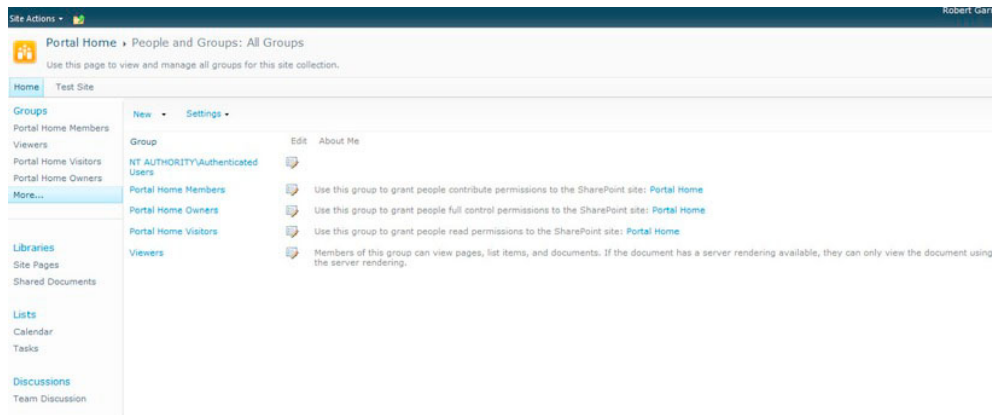 Robert Gar
Site Actions
Portal Home ▸ People and Groups: All Groups
Use this page to view and manage all groups for this site collection.
Home Test Site
Groups
Portal Home Members
Viewers
Portal Home Visitors
Portal Home Owners
More...
Libraries
Site Pages
Shared Documents
Lists
Calendar
Tasks
Discussions
Team Discussion
New Settings
Group Edit About Me
NT AUTHORITY\Authenticated
Users
Portal Home Members Use this group to grant people contribute permissions to the SharePoint site: Portal Home
Portal Home Owners Use this group to grant people full control permissions to the SharePoint site: Portal Home
Portal Home Visitors Use this group to grant people read permissions to the SharePoint site: Portal Home
Viewers Members of this group can view pages, list items, and documents. If the document has a server rendering available, they can only view the document using
the server rendering.